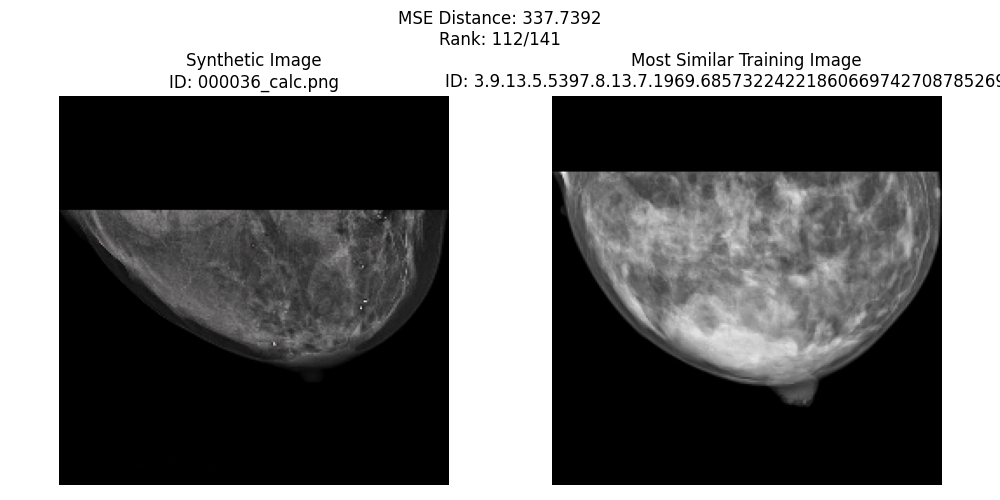 MSE Distance: 337.7392
Rank: 112/141
Synthetic Image
ID: 000036_calc.png
Most Similar Training Image
ID: 3.9.13.5.5397.8.13.7.1969.68573224221860669742708785269